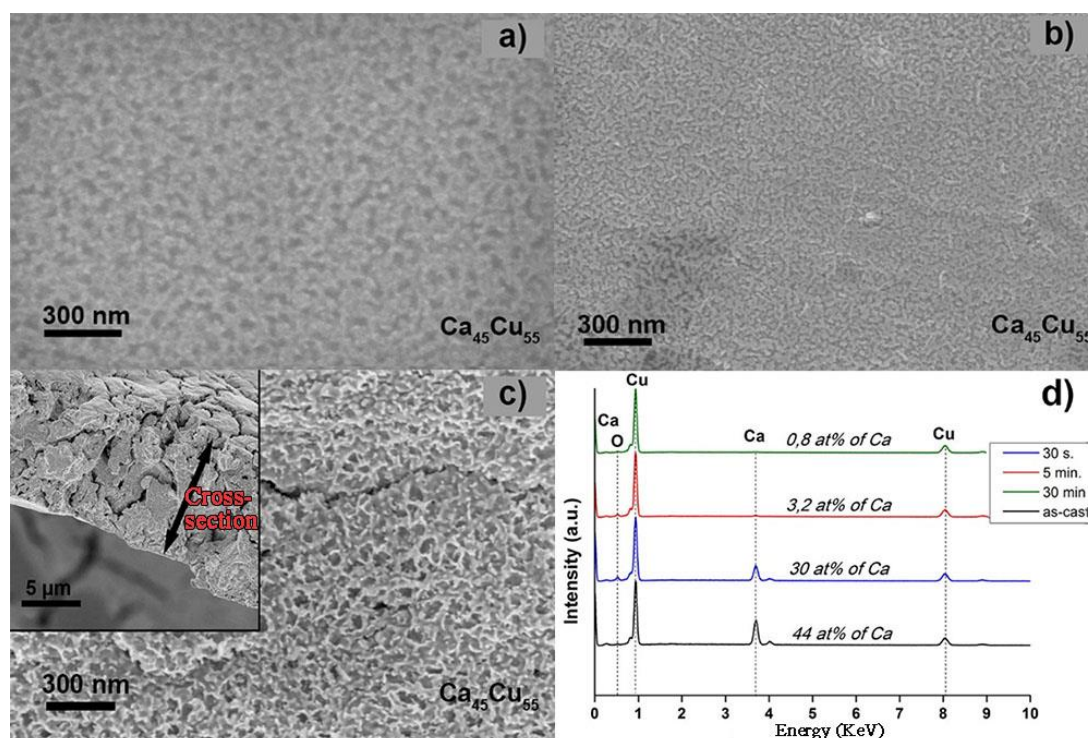 a)
300 nm
Ca₄₅Cu₅₅
b)
300 nm
Ca₄₅Cu₅₅
c)
Cross-
section
5 µm
300 nm
Ca₄₅Cu₅₅
d)
Cu
Ca
O
Ca
Cu
0,8 at% of Ca
3,2 at% of Ca
30 at% of Ca
44 at% of Ca
30 s.
5 min.
30 min
as-cast
Intensity (a.u.)
0 1 2 3 4 5 6 7 8 9 10
Energy (KeV)